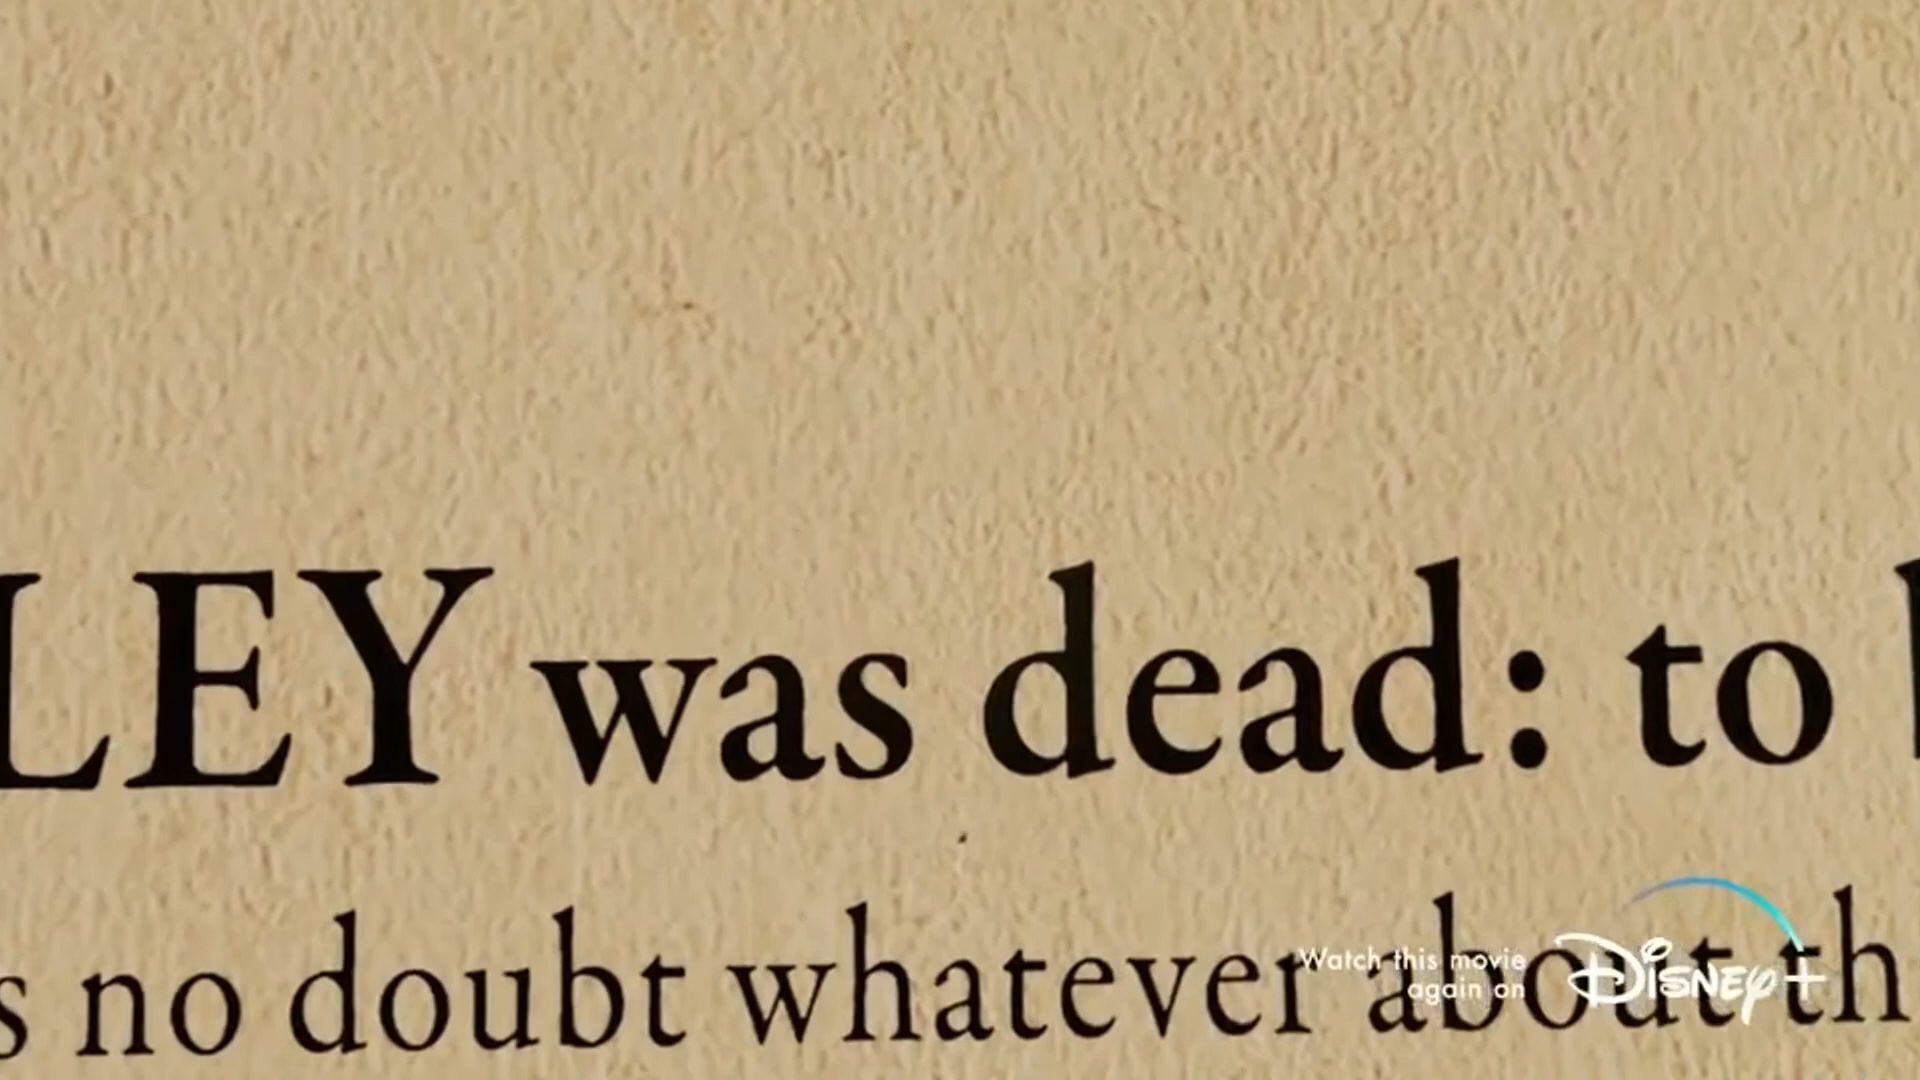 LEY was dead: to
s no doubt whatever about th
Watch this movie
again on
Disney+